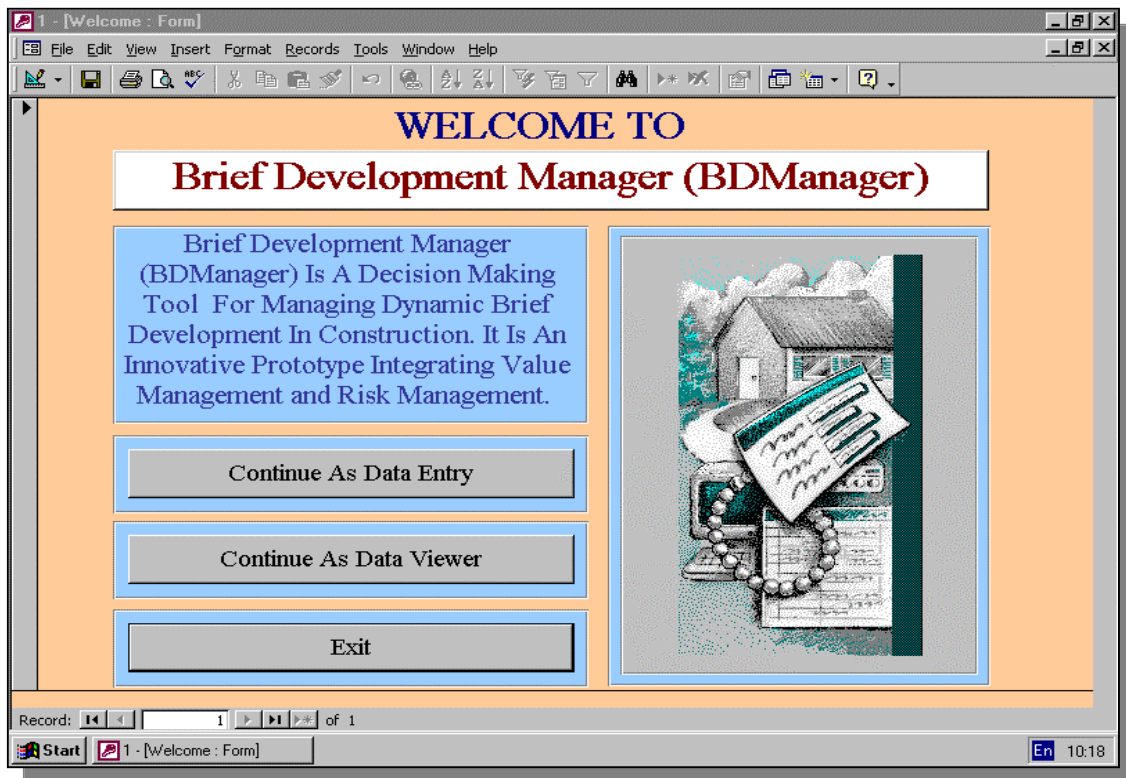 1 - [Welcome : Form]
File Edit View Insert Format Records Tools Window Help
ABC
WELCOME TO
Brief Development Manager (BDManager)
Brief Development Manager
(BDManager) Is A Decision Making
Tool For Managing Dynamic Brief
Development In Construction. It Is An
Innovative Prototype Integrating Value
Management and Risk Management.
Continue As Data Entry
Continue As Data Viewer
Exit
Record: 1 of 1
Start 1 - [Welcome : Form] En 10:18